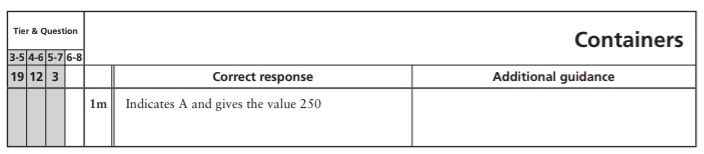 Tier & Question
Containers
3-5 4-6 5-7 6-8
19 12 3
Correct response
Additional guidance
1m Indicates A and gives the value 250